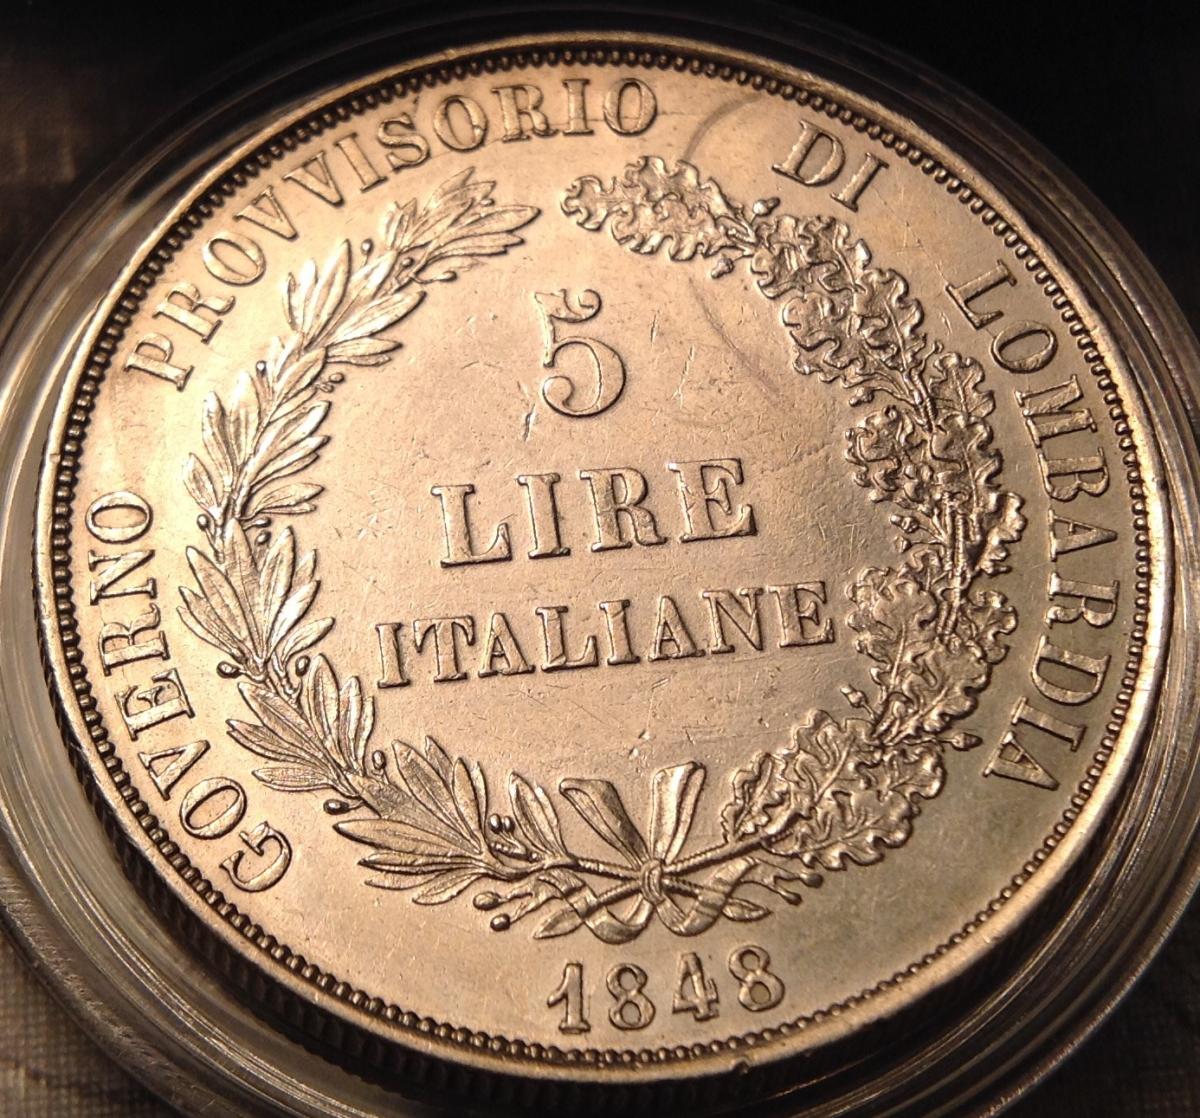 GOVERNO PROVVISORIO DI LOMBARDIA
5
LIRE
ITALIANE
1848